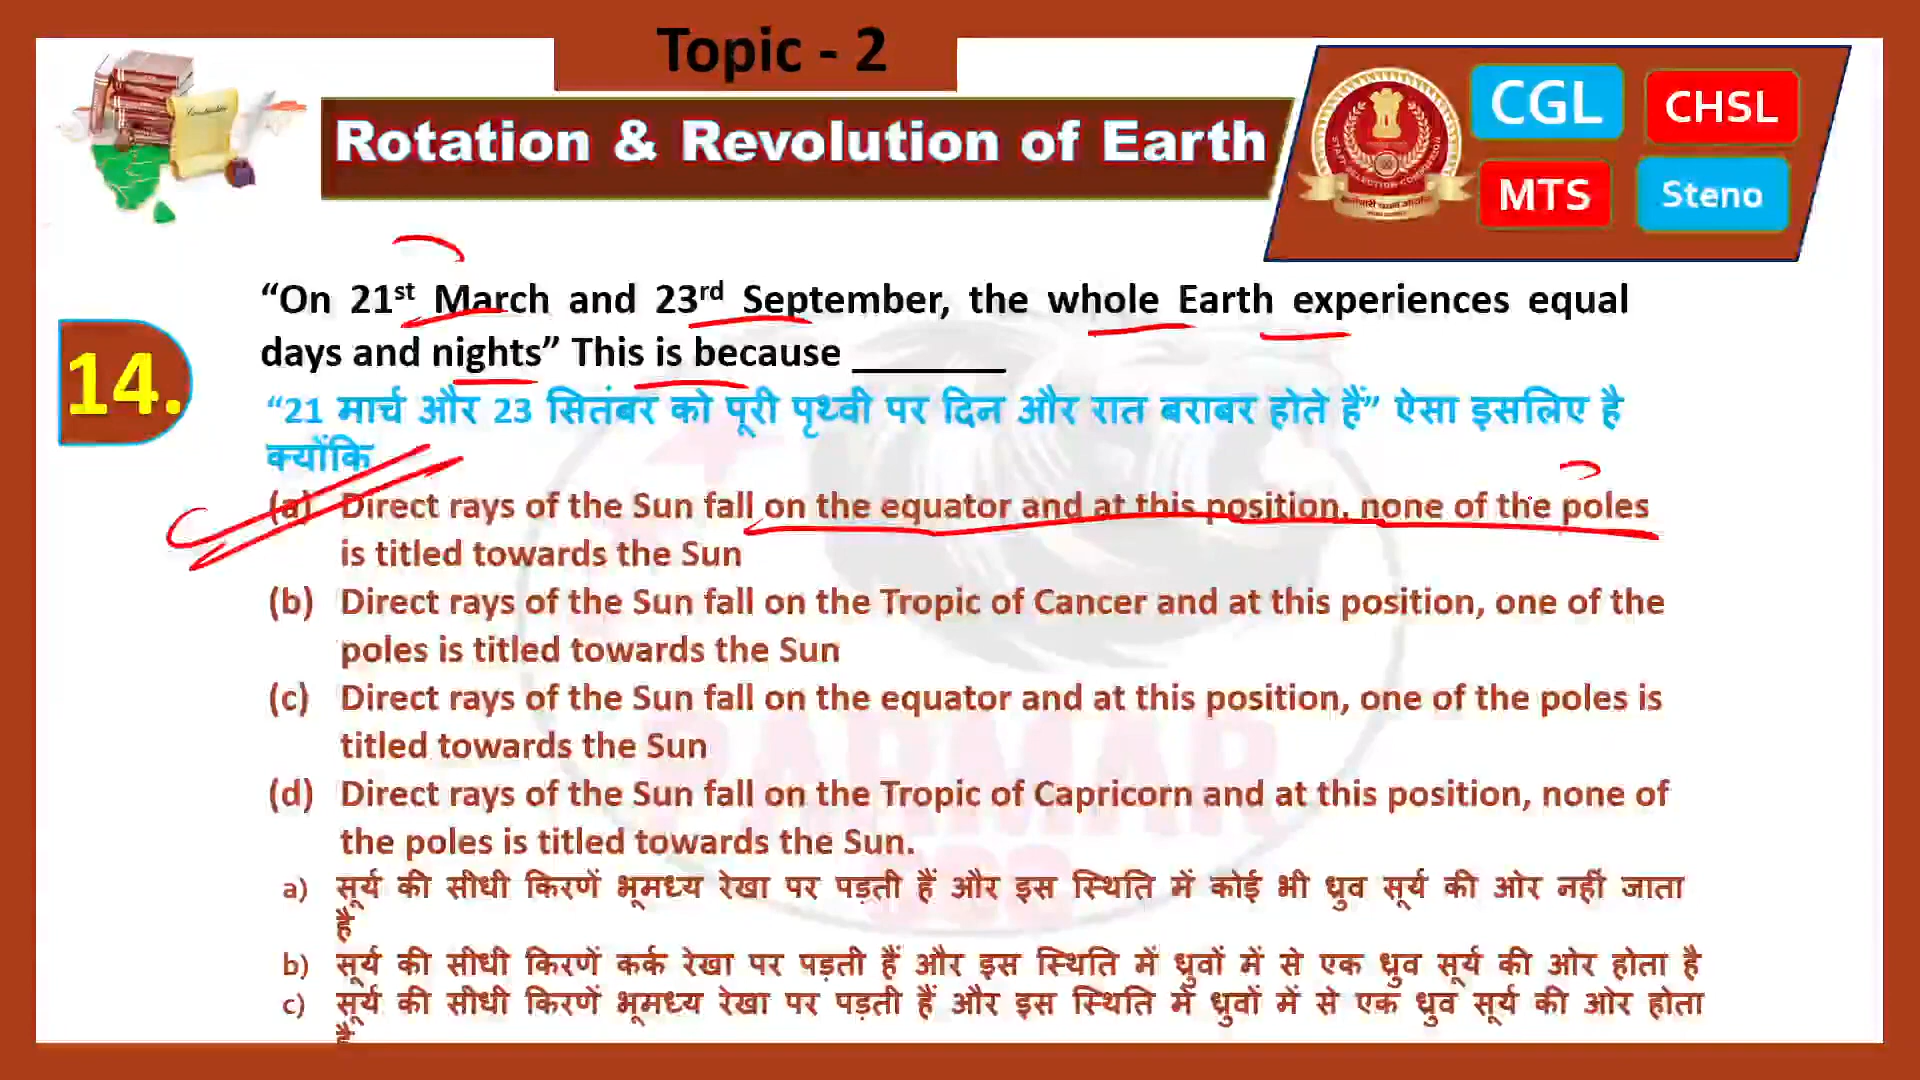 Topic - 2
Rotation & Revolution of Earth
CGL
CHSL
MTS
Steno
14.
“On 21st March and 23rd September, the whole Earth experiences equal
days and nights” This is because _______
“21 मार्च और 23 सितंबर को पूरी पृथ्वी पर दिन और रात बराबर होते हैं” ऐसा इसलिए है
क्योंकि
(a) Direct rays of the Sun fall on the equator and at this position, none of the poles
is titled towards the Sun
(b) Direct rays of the Sun fall on the Tropic of Cancer and at this position, one of the
poles is titled towards the Sun
(c) Direct rays of the Sun fall on the equator and at this position, one of the poles is
titled towards the Sun
(d) Direct rays of the Sun fall on the Tropic of Capricorn and at this position, none of
the poles is titled towards the Sun.
a) सूर्य की सीधी किरणें भूमध्य रेखा पर पड़ती हैं और इस स्थिति में कोई भी ध्रुव सूर्य की ओर नहीं जाता
है
b) सूर्य की सीधी किरणें कर्क रेखा पर पड़ती हैं और इस स्थिति में ध्रुवों में से एक ध्रुव सूर्य की ओर होता है
c) सूर्य की सीधी किरणें भूमध्य रेखा पर पड़ती हैं और इस स्थिति में ध्रुवों में से एक ध्रुव सूर्य की ओर होता
है
PARMAR
SSC